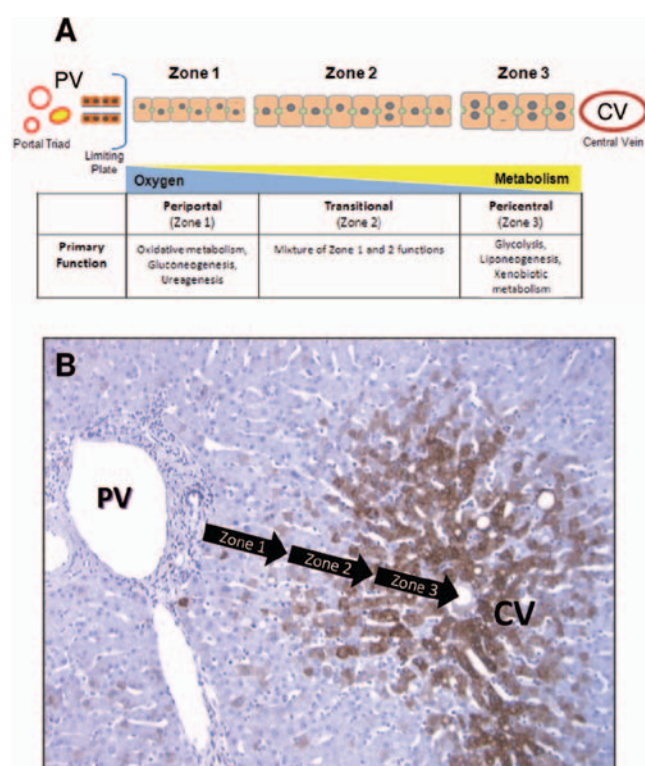 A
PV
Zone 1
Zone 2
Zone 3
CV
Portal Triad
Limiting
Plate
Central Vein
Oxygen
Metabolism
Periportal
(Zone 1)
Transitional
(Zone 2)
Pericentral
(Zone 3)
Primary
Function
Oxidative metabolism,
Gluconeogenesis,
Ureagenesis
Mixture of Zone 1 and 2 functions
Glycolysis,
Liponeogenesis,
Xenobiotic
metabolism
B
PV
Zone 1
Zone 2
Zone 3
CV